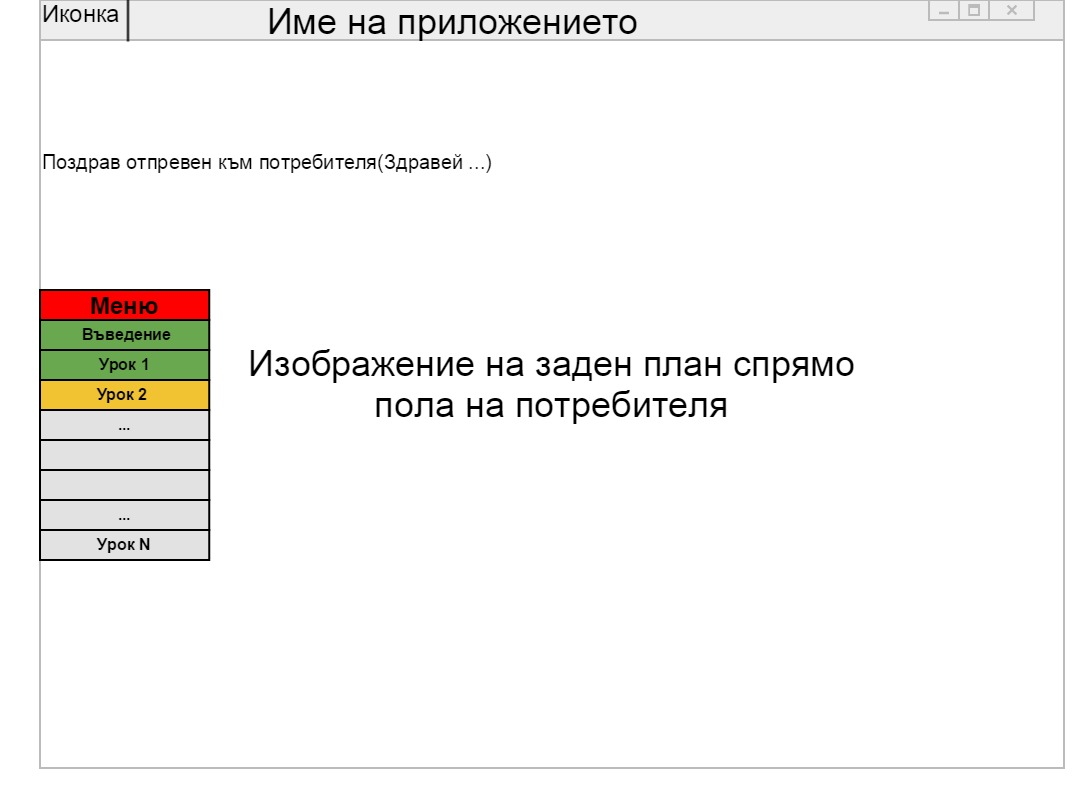 Иконка
Име на приложението
Поздрав отпревен към потребителя(Здравей ...)
Меню
Въведение
Урок 1
Урок 2
...
...
Урок N
Изображение на заден план спрямо
пола на потребителя